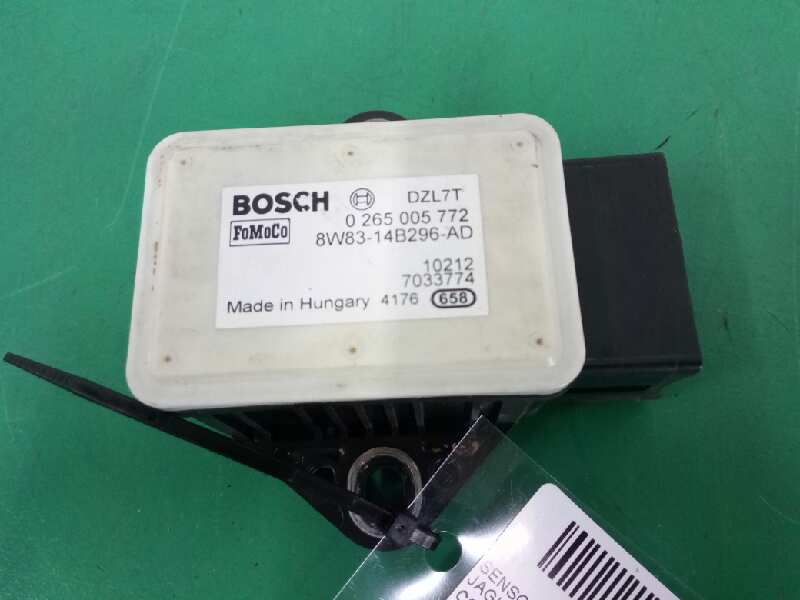 BOSCH DZL7T
0 265 005 772
FoMoCo
8W83-14B296-AD
10212
7033774
Made in Hungary 4176 658